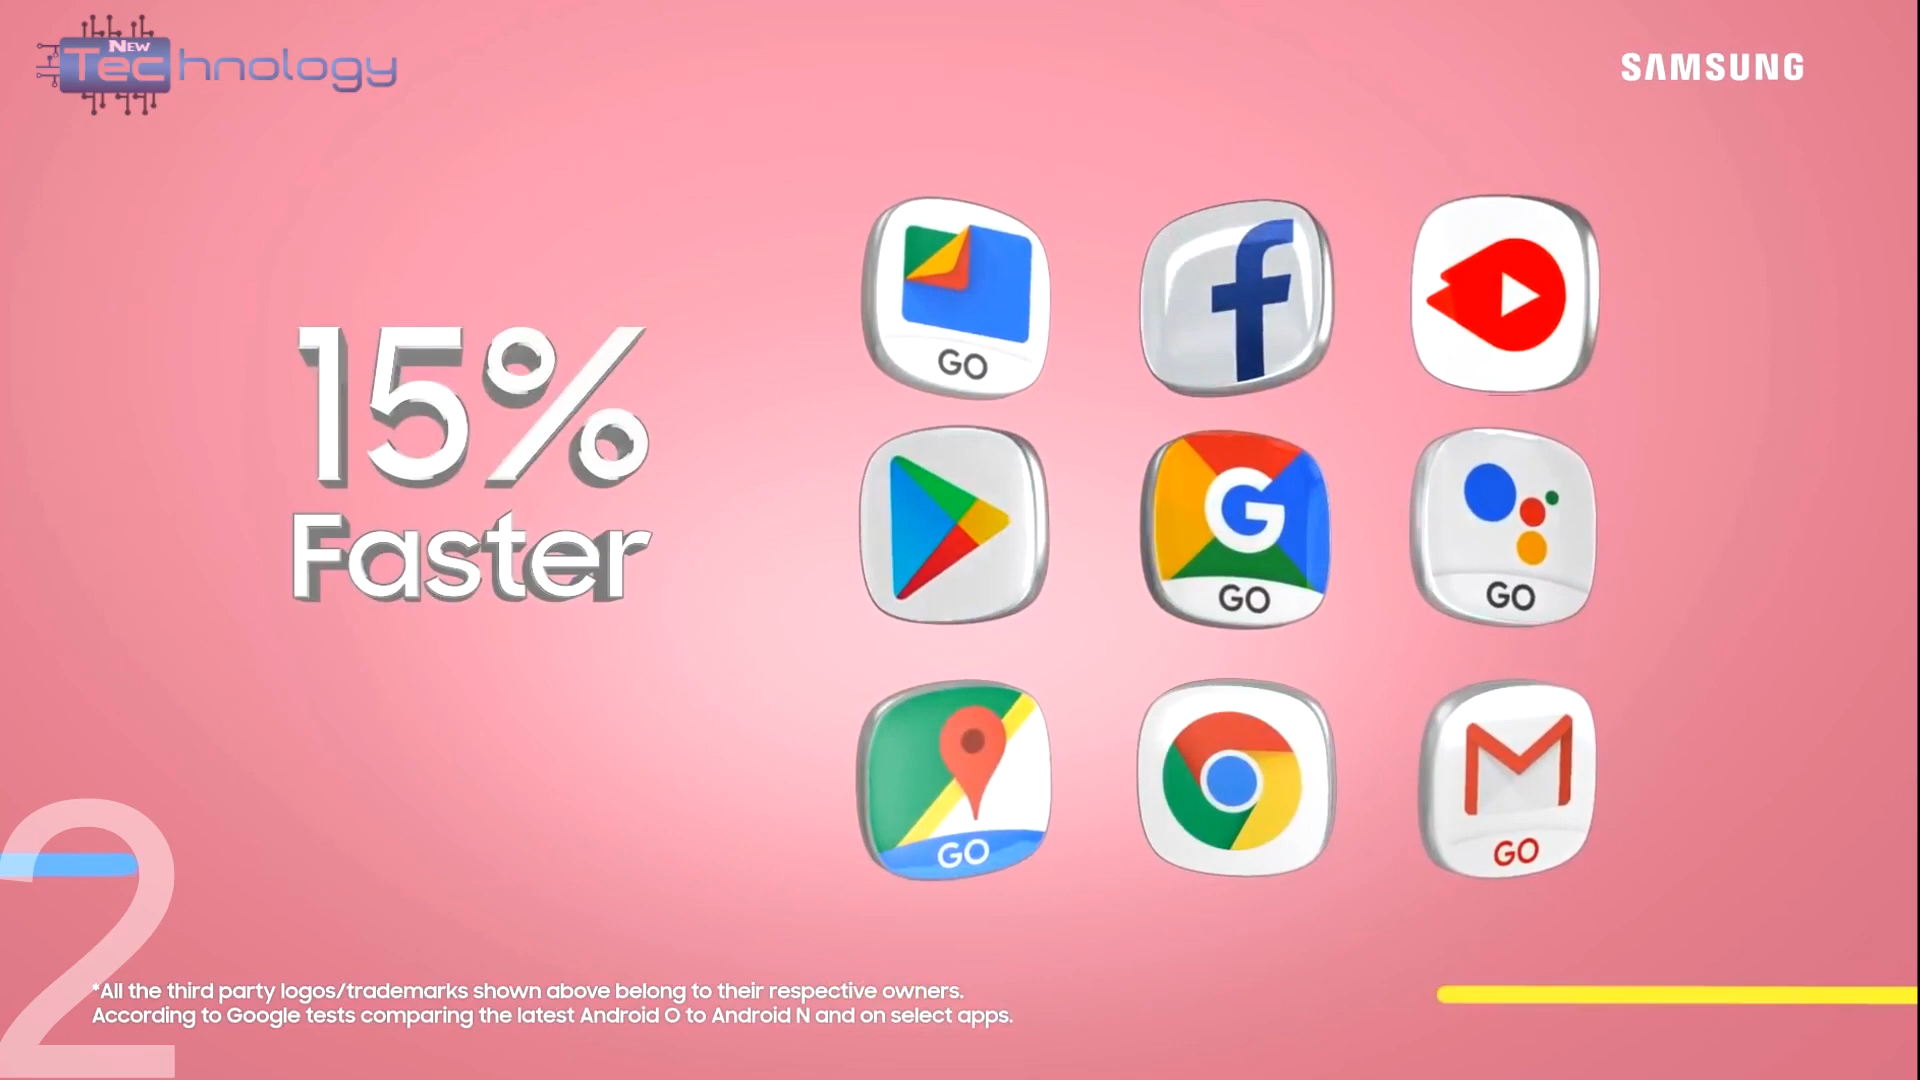 New
Technology
SAMSUNG
15%
Faster
GO
GO
GO
GO
GO
2
*All the third party logos/trademarks shown above belong to their respective owners.
According to Google tests comparing the latest Android O to Android N and on select apps.